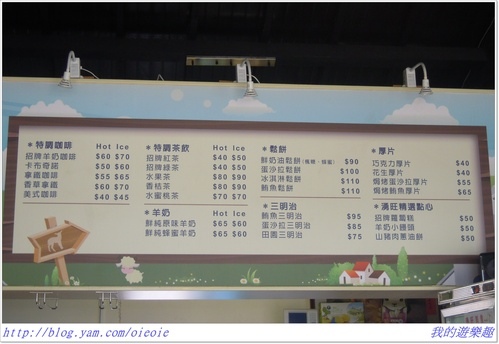 ＊特調咖啡 Hot Ice
招牌羊奶咖啡 $60 $70
卡布奇諾 $50 $60
拿鐵咖啡 $55 $65
香草拿鐵 $60 $70
美式咖啡 $40 $45
＊特調茶飲 Hot Ice
招牌紅茶 $40 $50
招牌綠茶 $40 $50
水果茶 $80 $90
香桔茶 $80 $90
水蜜桃茶 $70 $70
＊羊奶 Hot Ice
鮮純原味羊奶 $65 $60
鮮純蜂蜜羊奶 $65 $60
＊鬆餅
鮮奶油鬆餅 $90
蛋沙拉鬆餅 $100
冰淇淋鬆餅 $110
鮪魚鬆餅 $110
＊三明治
鮪魚三明治 $95
蛋沙拉三明治 $85
田園三明治 $75
＊厚片
巧克力厚片 $40
花生厚片 $40
焗烤蛋沙拉厚片 $55
焗烤鮪魚厚片 $65
＊湧旺精選點心
招牌蘿蔔糕 $50
羊奶小饅頭 $50
山豬肉蔥油餅 $50
http://blog.yam.com/oieoie
我的遊樂趣